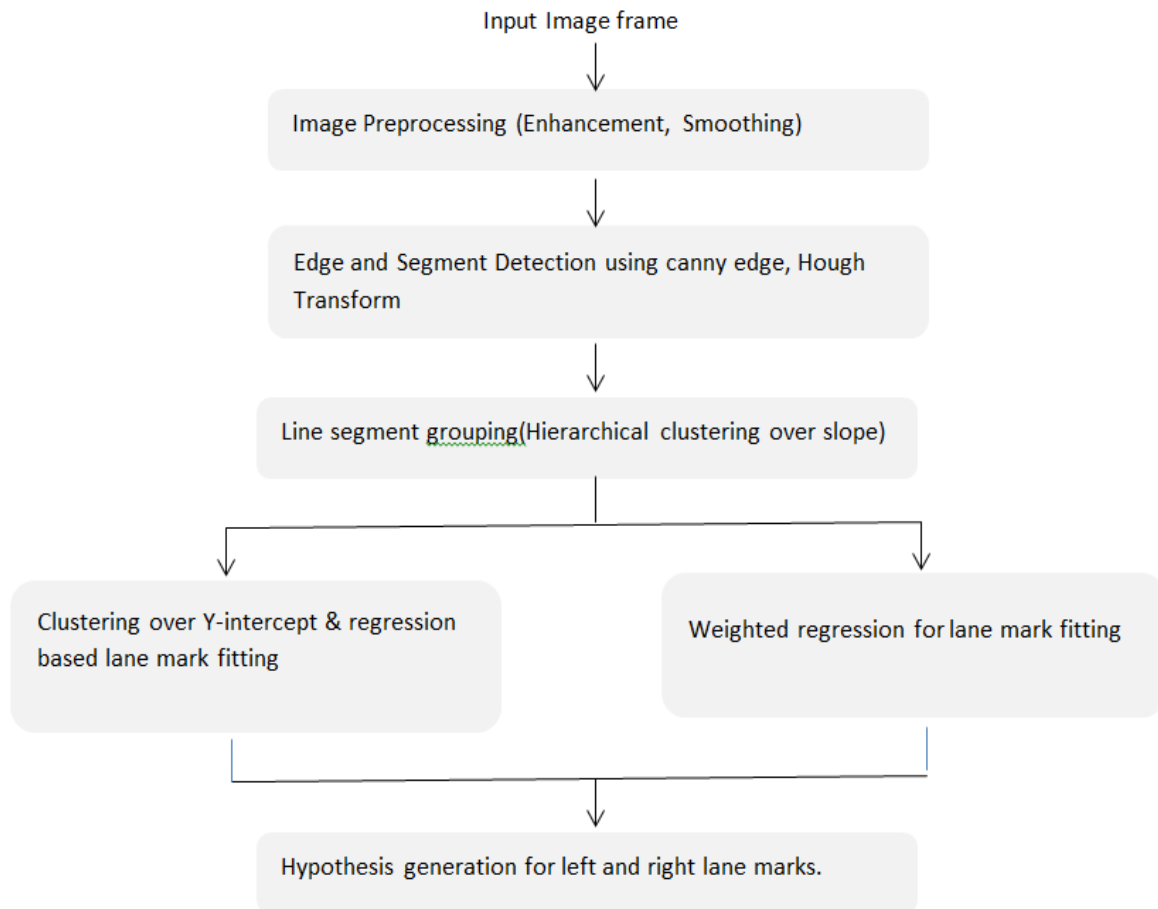 Input Image frame
Image Preprocessing (Enhancement, Smoothing)
Edge and Segment Detection using canny edge, Hough
Transform
Line segment grouping(Hierarchical clustering over slope)
Clustering over Y-intercept & regression
based lane mark fitting
Weighted regression for lane mark fitting
Hypothesis generation for left and right lane marks.